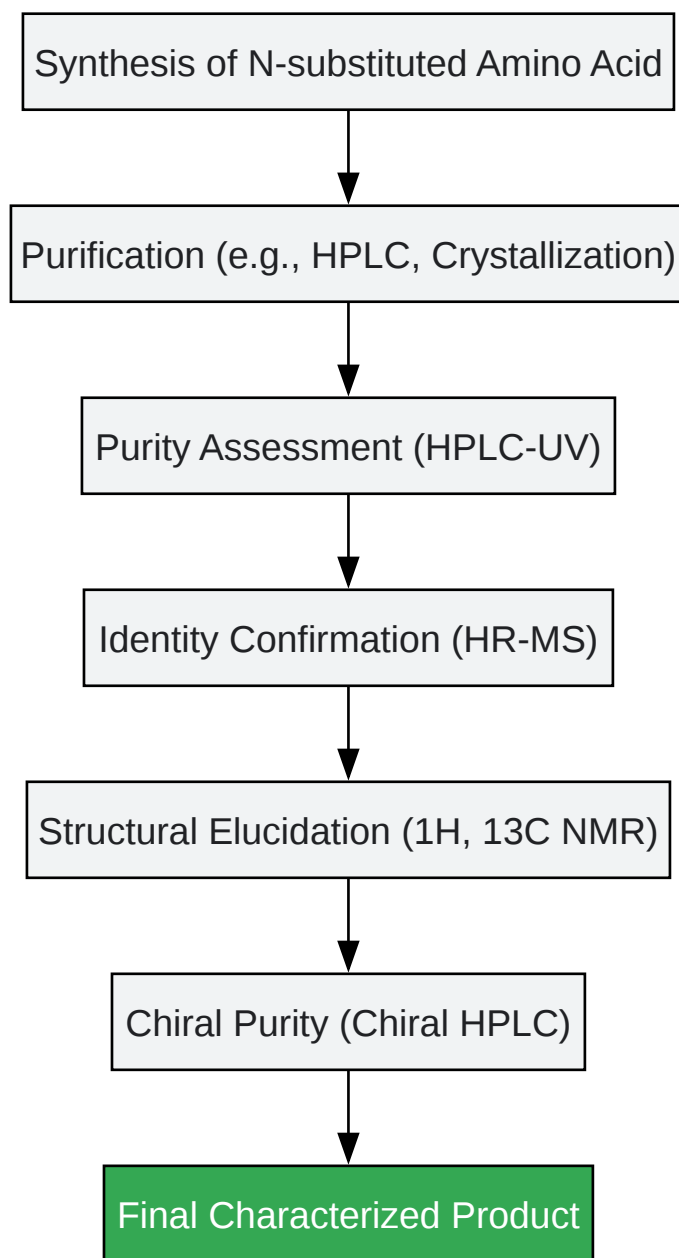 Synthesis of N-substituted Amino Acid
Purification (e.g., HPLC, Crystallization)
Purity Assessment (HPLC-UV)
Identity Confirmation (HR-MS)
Structural Elucidation (1H, 13C NMR)
Chiral Purity (Chiral HPLC)
Final Characterized Product